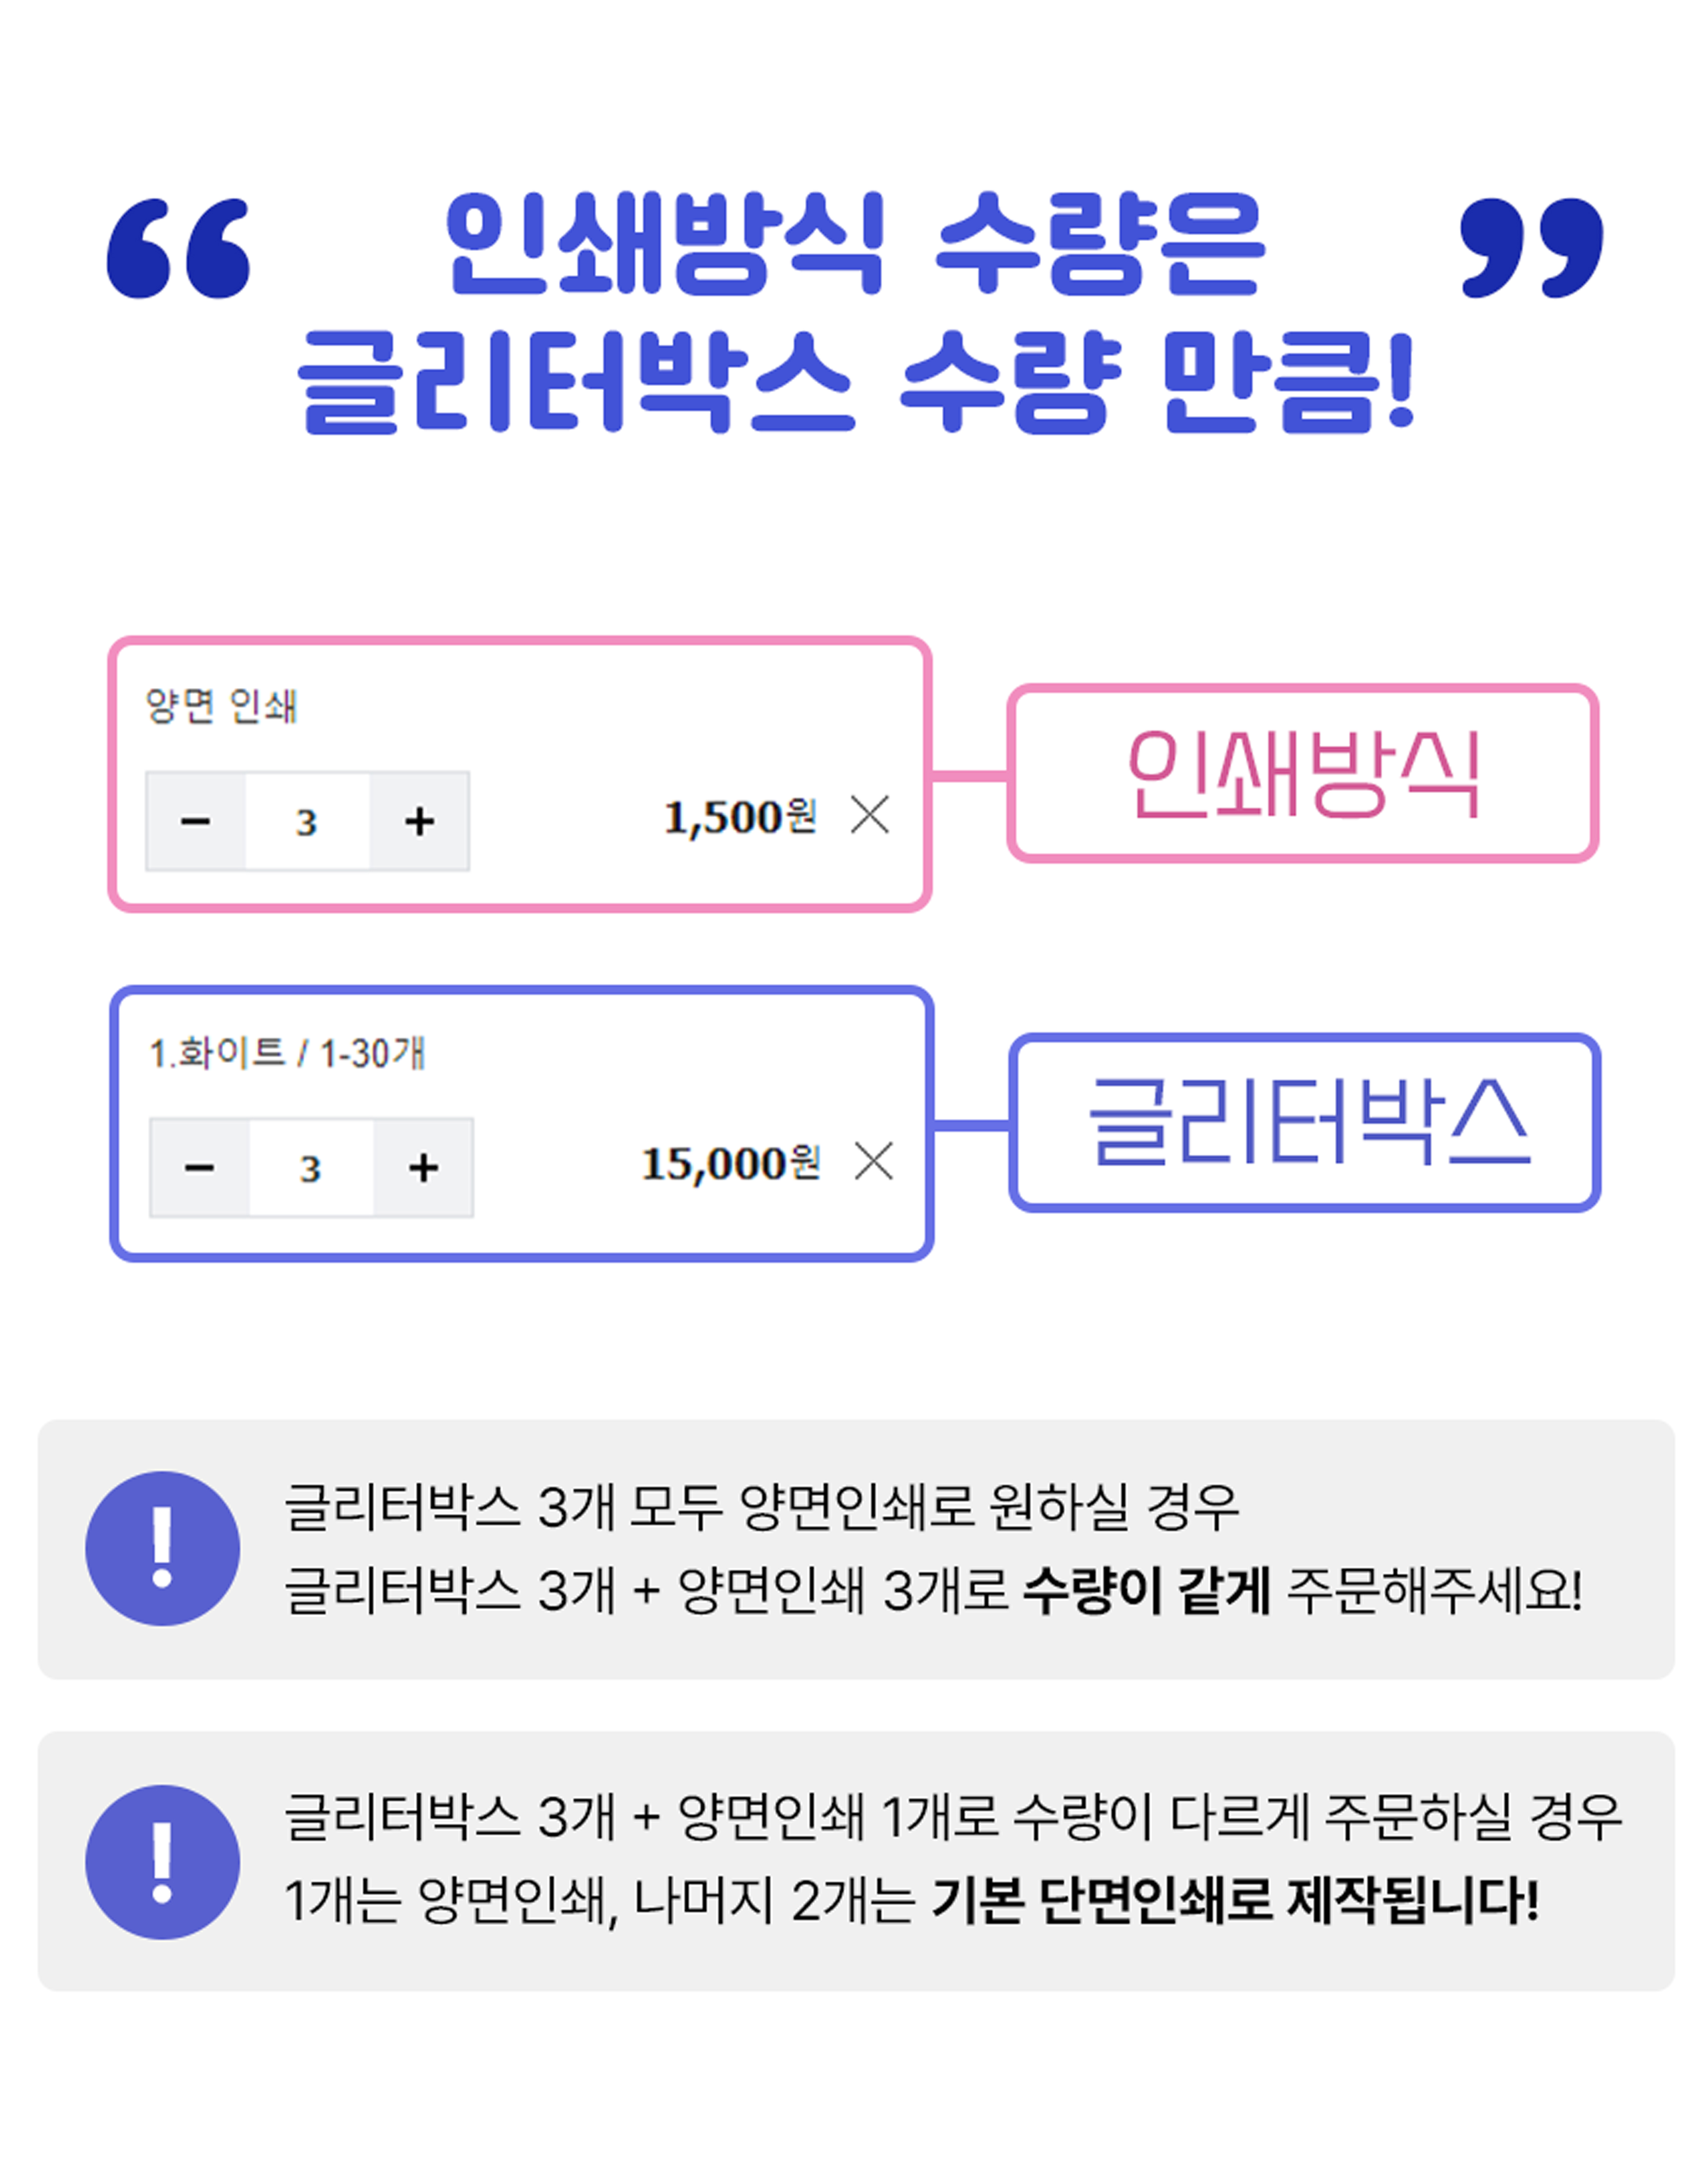 “ 인쇄방식 수량은 ”
글리터박스 수량 만큼!
양면 인쇄
- 3 + 1,500원 ×
인쇄방식
1.화이트 / 1-30개
- 3 + 15,000원 ×
글리터박스
! 글리터박스 3개 모두 양면인쇄로 원하실 경우
글리터박스 3개 + 양면인쇄 3개로 수량이 같게 주문해주세요!
! 글리터박스 3개 + 양면인쇄 1개로 수량이 다르게 주문하실 경우
1개는 양면인쇄, 나머지 2개는 기본 단면인쇄로 제작됩니다!